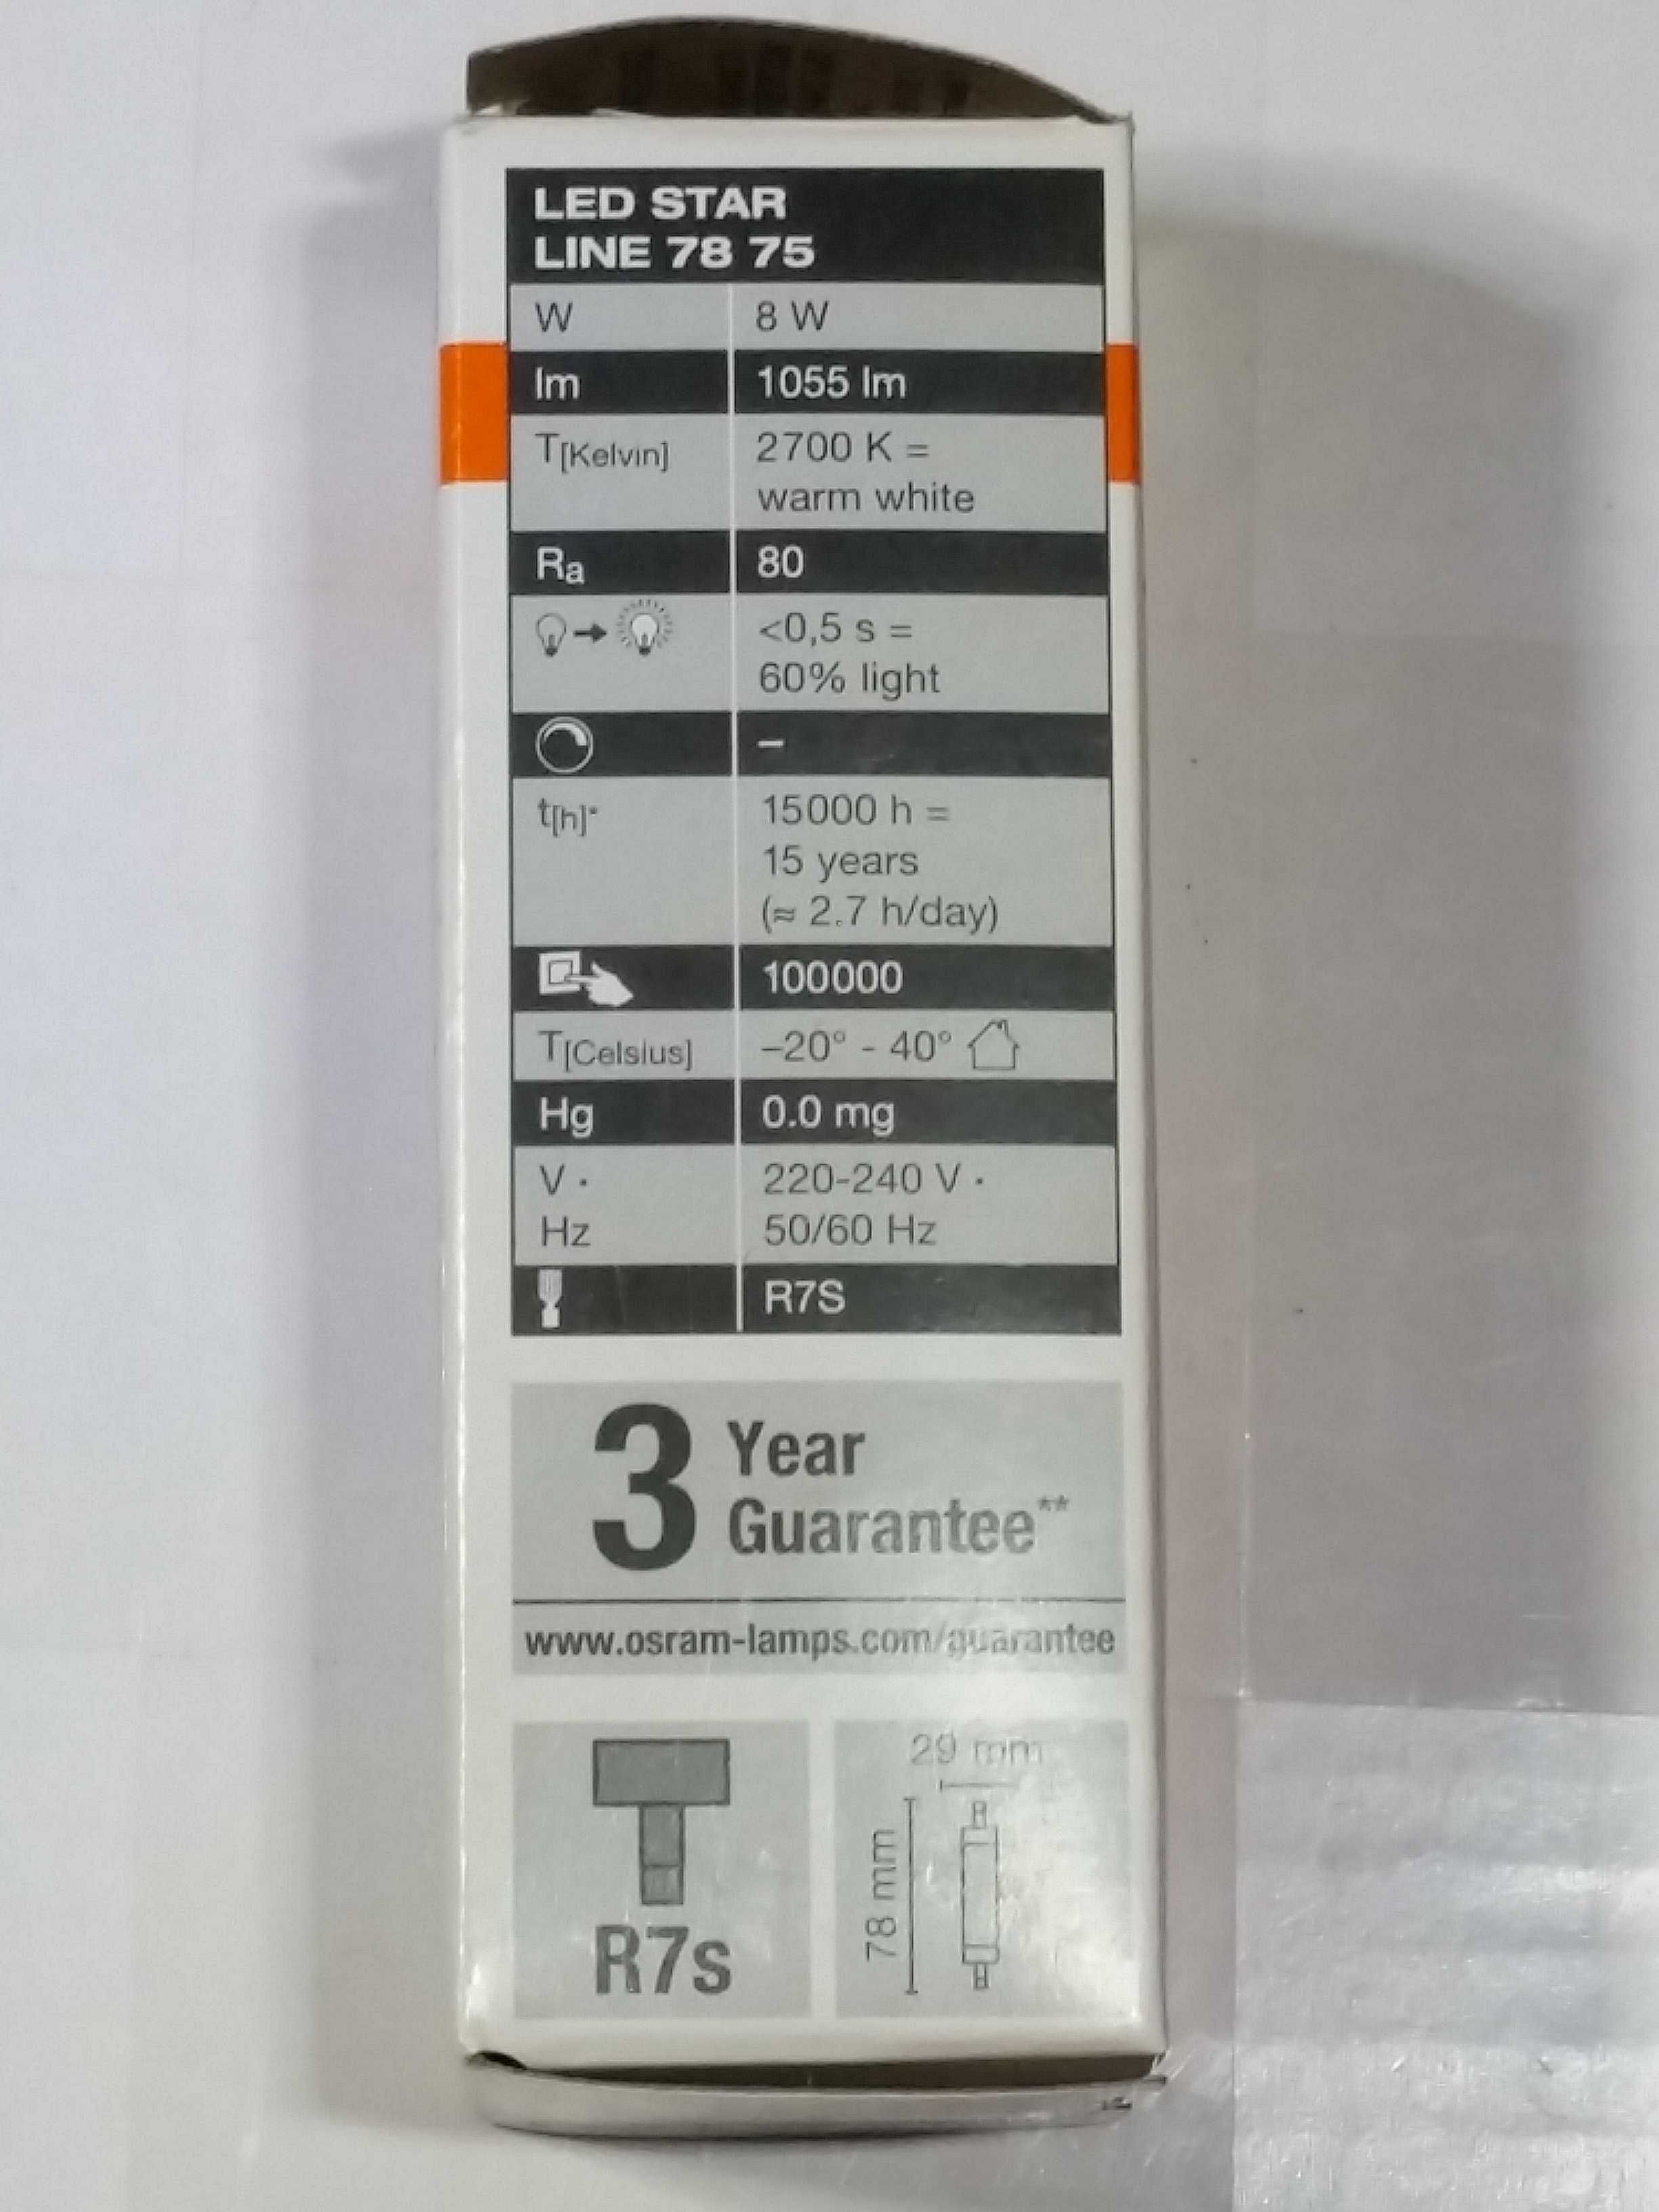 LED STAR
LINE 78 75
W 8 W
lm 1055 lm
T[Kelvin] 2700 K =
warm white
Ra 80
<0,5 s =
60% light
–
t[h]* 15000 h =
15 years
(≈ 2.7 h/day)
100000
T[Celsius] –20° - 40°
Hg 0.0 mg
V · 220-240 V ·
Hz 50/60 Hz
R7S
3 Year
Guarantee**
www.osram-lamps.com/guarantee
29 mm
78 mm
R7s